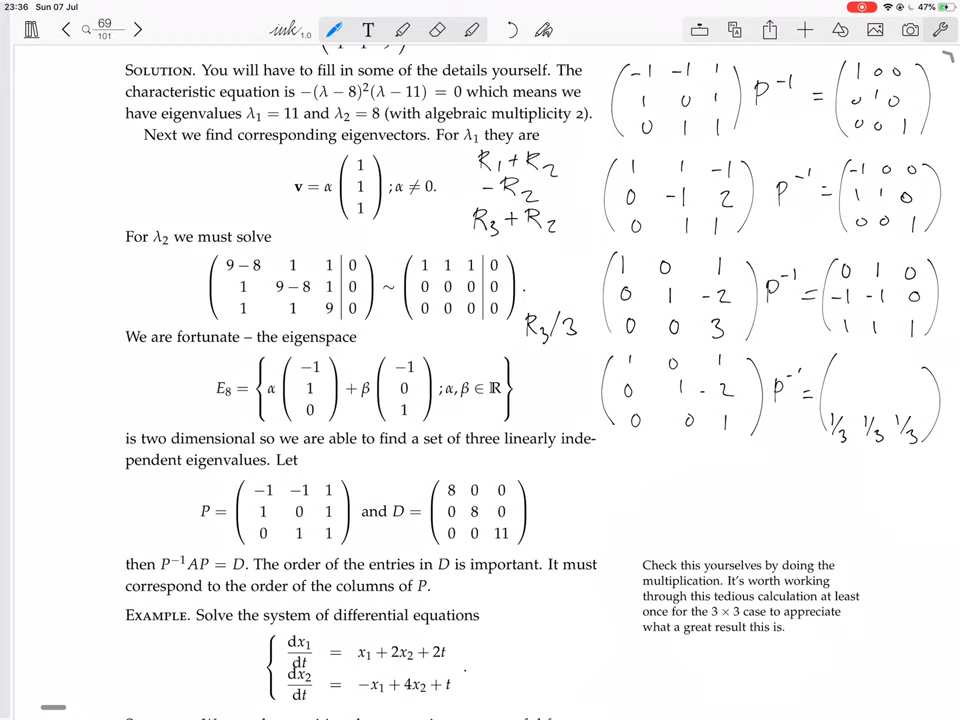 23:36 Sun 07 Jul
47%
69
101
ink 1.0
T
SOLUTION. You will have to fill in some of the details yourself. The
characteristic equation is −(λ − 8)²(λ − 11) = 0 which means we
have eigenvalues λ₁ = 11 and λ₂ = 8 (with algebraic multiplicity 2).
Next we find corresponding eigenvectors. For λ₁ they are
v = α ( 1 1 1 ) ; α ≠ 0.
For λ₂ we must solve
( 9 − 8 1 1 | 0 ) ( 1 1 1 | 0 )
( 1 9 − 8 1 | 0 ) ∼ ( 0 0 0 | 0 ) .
( 1 1 9 | 0 ) ( 0 0 0 | 0 )
We are fortunate – the eigenspace
E₈ = { α ( −1 1 0 ) + β ( −1 0 1 ) ; α, β ∈ ℝ }
is two dimensional so we are able to find a set of three linearly inde-
pendent eigenvalues. Let
( −1 −1 1 ) ( 8 0 0 )
P = ( 1 0 1 ) and D = ( 0 8 0 )
( 0 1 1 ) ( 0 0 11 )
then P⁻¹AP = D. The order of the entries in D is important. It must
correspond to the order of the columns of P.
EXAMPLE. Solve the system of differential equations
dx₁/dt = x₁ + 2x₂ + 2t
dx₂/dt = −x₁ + 4x₂ + t .
( −1 −1 1 ) ( 1 0 0 )
( 1 0 1 ) P⁻¹ = ( 0 1 0 )
( 0 1 1 ) ( 0 0 1 )
R₁ + R₂
− R₂
R₃ + R₂
( 1 1 −1 ) ( −1 0 0 )
( 0 −1 2 ) P⁻¹ = ( 1 1 0 )
( 0 1 1 ) ( 0 0 1 )
( 1 0 1 ) ( 0 1 0 )
( 0 1 −2 ) P⁻¹ = ( −1 −1 0 )
( 0 0 3 ) ( 1 1 1 )
R₃/3
( 1 0 1 )
( 0 1 −2 ) P⁻¹ =
( 0 0 1 ) ( 1/3 1/3 1/3 )
Check this yourselves by doing the
multiplication. It's worth working
through this tedious calculation at least
once for the 3 × 3 case to appreciate
what a great result this is.